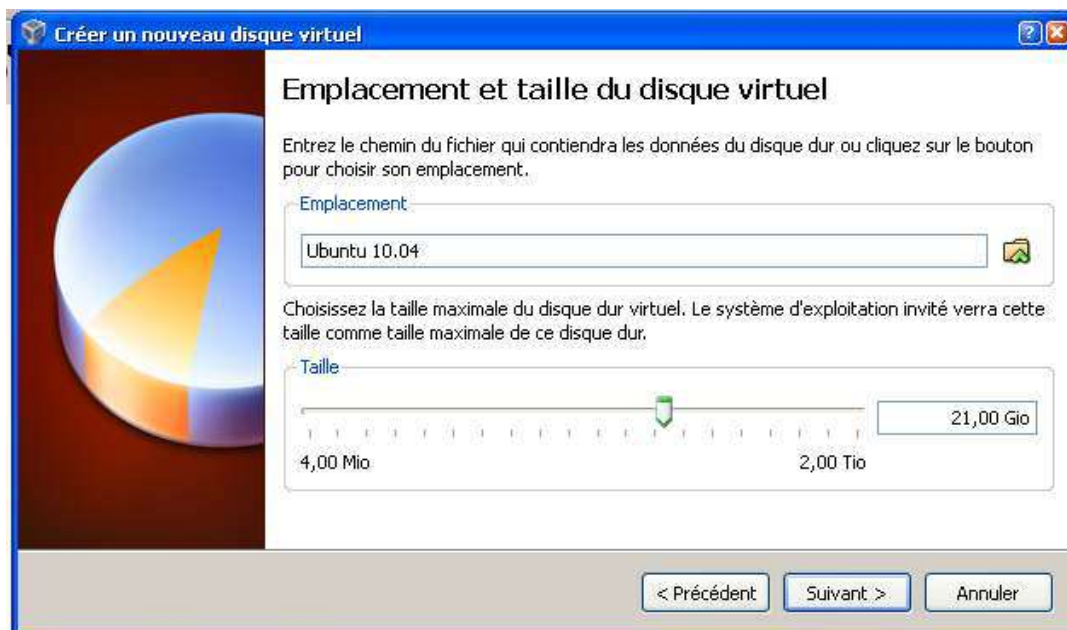 Créer un nouveau disque virtuel
Emplacement et taille du disque virtuel
Entrez le chemin du fichier qui contiendra les données du disque dur ou cliquez sur le bouton
pour choisir son emplacement.
Emplacement
Ubuntu 10.04
Choisissez la taille maximale du disque dur virtuel. Le système d'exploitation invité verra cette
taille comme taille maximale de ce disque dur.
Taille
21,00 Gio
4,00 Mio 2,00 Tio
< Précédent Suivant > Annuler